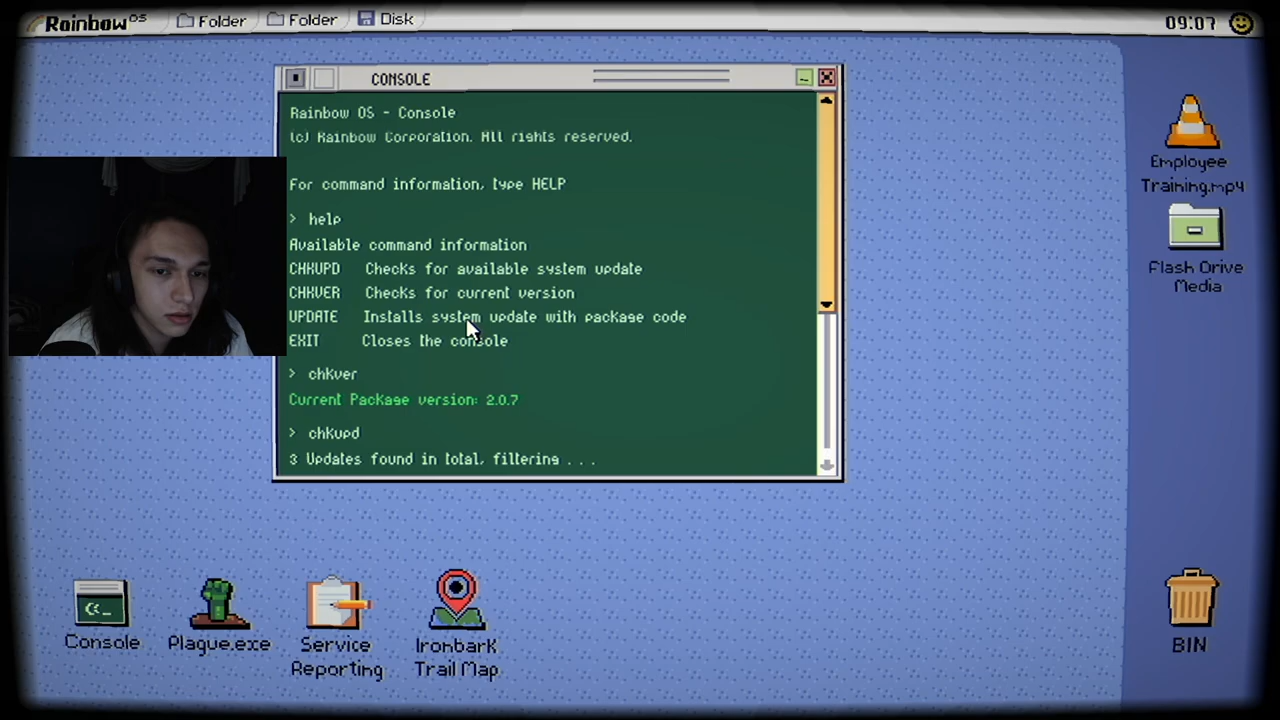 RainbowOS
Folder
Folder
Disk
09:07
CONSOLE
Rainbow OS - Console
(c) Rainbow Corporation. All rights reserved.
For command information, type HELP
> help
Available command information
CHKUPD Checks for available system update
CHKVER Checks for current version
UPDATE Installs system update with package code
EXIT Closes the console
> chkver
Current Package version: 2.0.7
> chkupd
3 Updates found in total, filtering . . .
Employee
Training.mp4
Flash Drive
Media
Console
Plague.exe
Service
Reporting
Ironbark
Trail Map
BIN